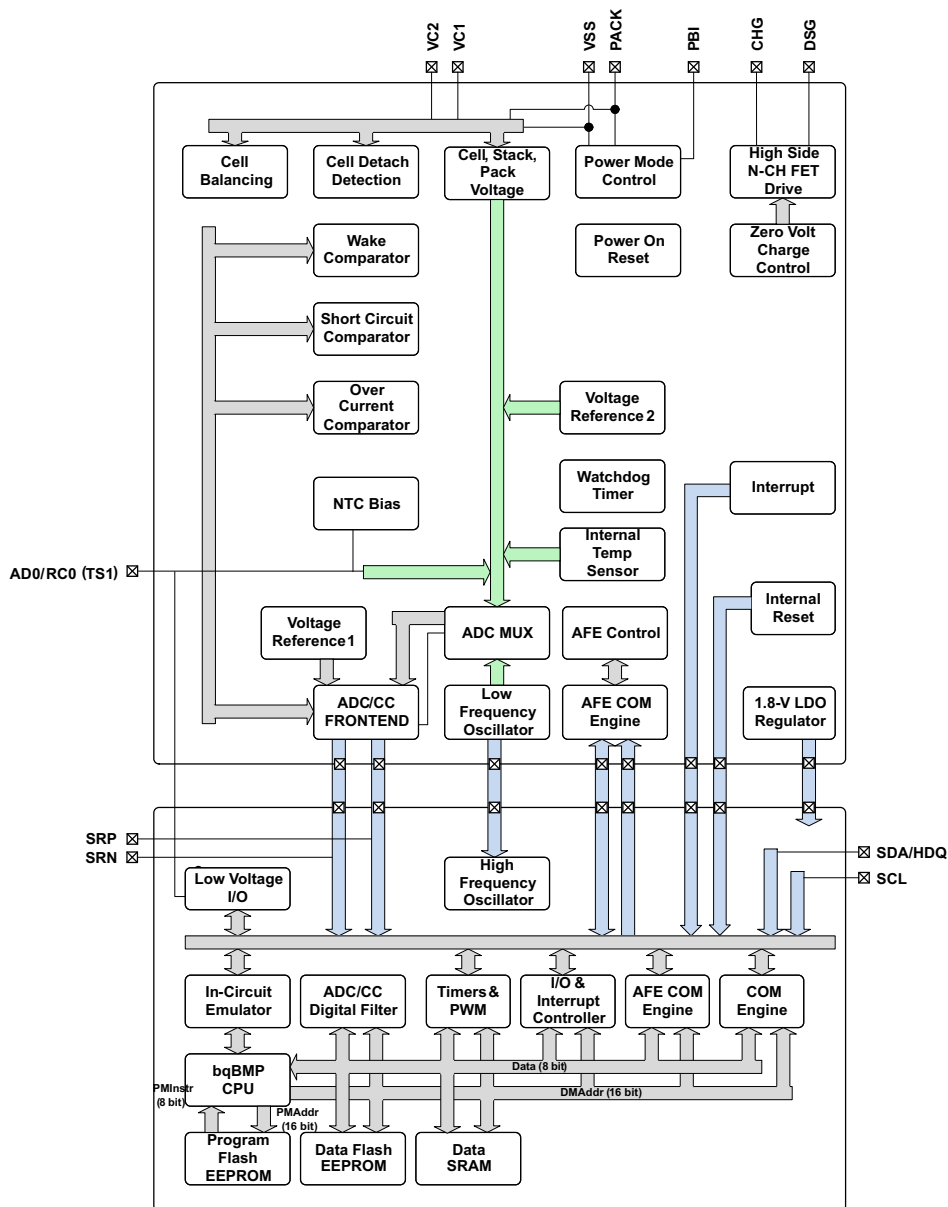 VC2
VC1
VSS
PACK
PBI
CHG
DSG
Cell
Balancing
Cell Detach
Detection
Cell, Stack,
Pack
Voltage
Power Mode
Control
High Side
N-CH FET
Drive
Wake
Comparator
Power On
Reset
Zero Volt
Charge
Control
Short Circuit
Comparator
Over
Current
Comparator
Voltage
Reference 2
NTC Bias
Watchdog
Timer
Interrupt
AD0/RC0 (TS1)
Internal
Temp
Sensor
Internal
Reset
Voltage
Reference 1
ADC MUX
AFE Control
ADC/CC
FRONTEND
Low
Frequency
Oscillator
AFE COM
Engine
1.8-V LDO
Regulator
SRP
SRN
SDA/HDQ
SCL
Low Voltage
I/O
High
Frequency
Oscillator
In-Circuit
Emulator
ADC/CC
Digital Filter
Timers &
PWM
I/O &
Interrupt
Controller
AFE COM
Engine
COM
Engine
bqBMP
CPU
Data (8 bit)
DMAddr (16 bit)
PMInstr
(8 bit)
PMAddr
(16 bit)
Program
Flash
EEPROM
Data Flash
EEPROM
Data
SRAM